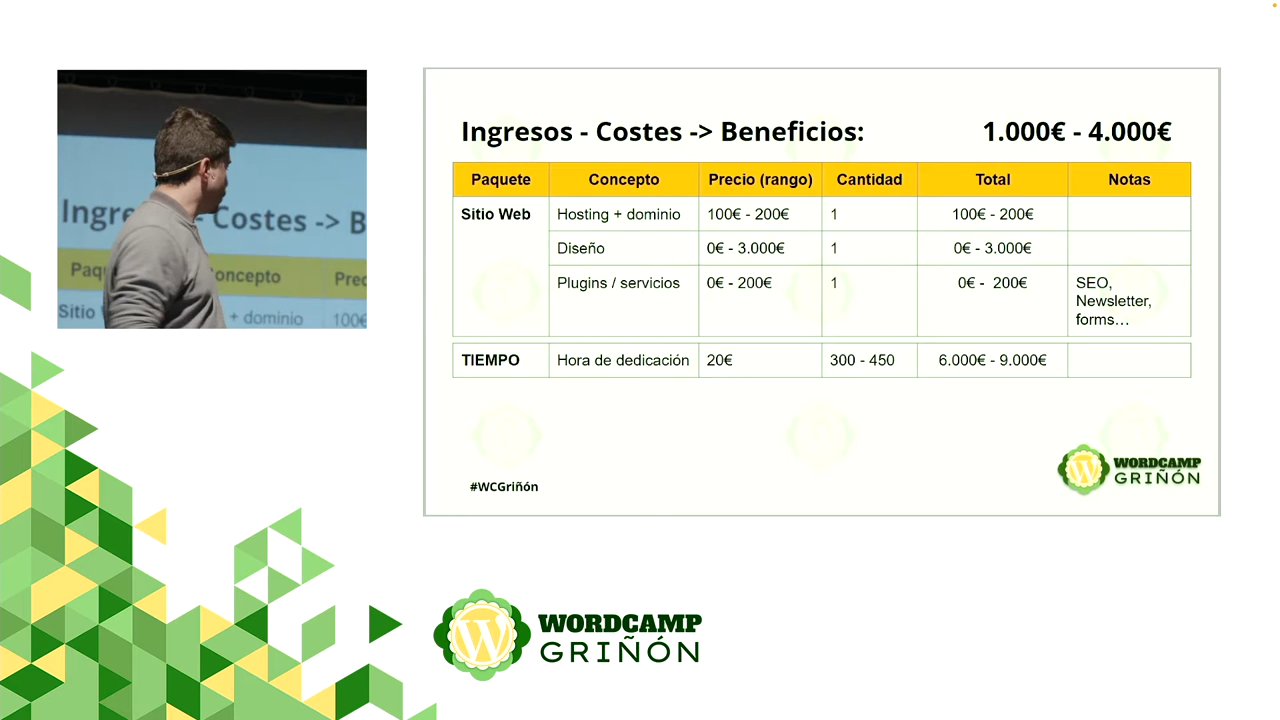 Ingresos - Costes -> Beneficios: 1.000€ - 4.000€
Paquete Concepto Precio (rango) Cantidad Total Notas
Sitio Web Hosting + dominio 100€ - 200€ 1 100€ - 200€
Diseño 0€ - 3.000€ 1 0€ - 3.000€
Plugins / servicios 0€ - 200€ 1 0€ - 200€ SEO,
Newsletter,
forms…
TIEMPO Hora de dedicación 20€ 300 - 450 6.000€ - 9.000€
#WCGriñón
WORDCAMP
GRIÑÓN
Ingre - Costes -> B
Paqu oncepto Prec
Sitio + dominio 100€
WORDCAMP
GRIÑÓN